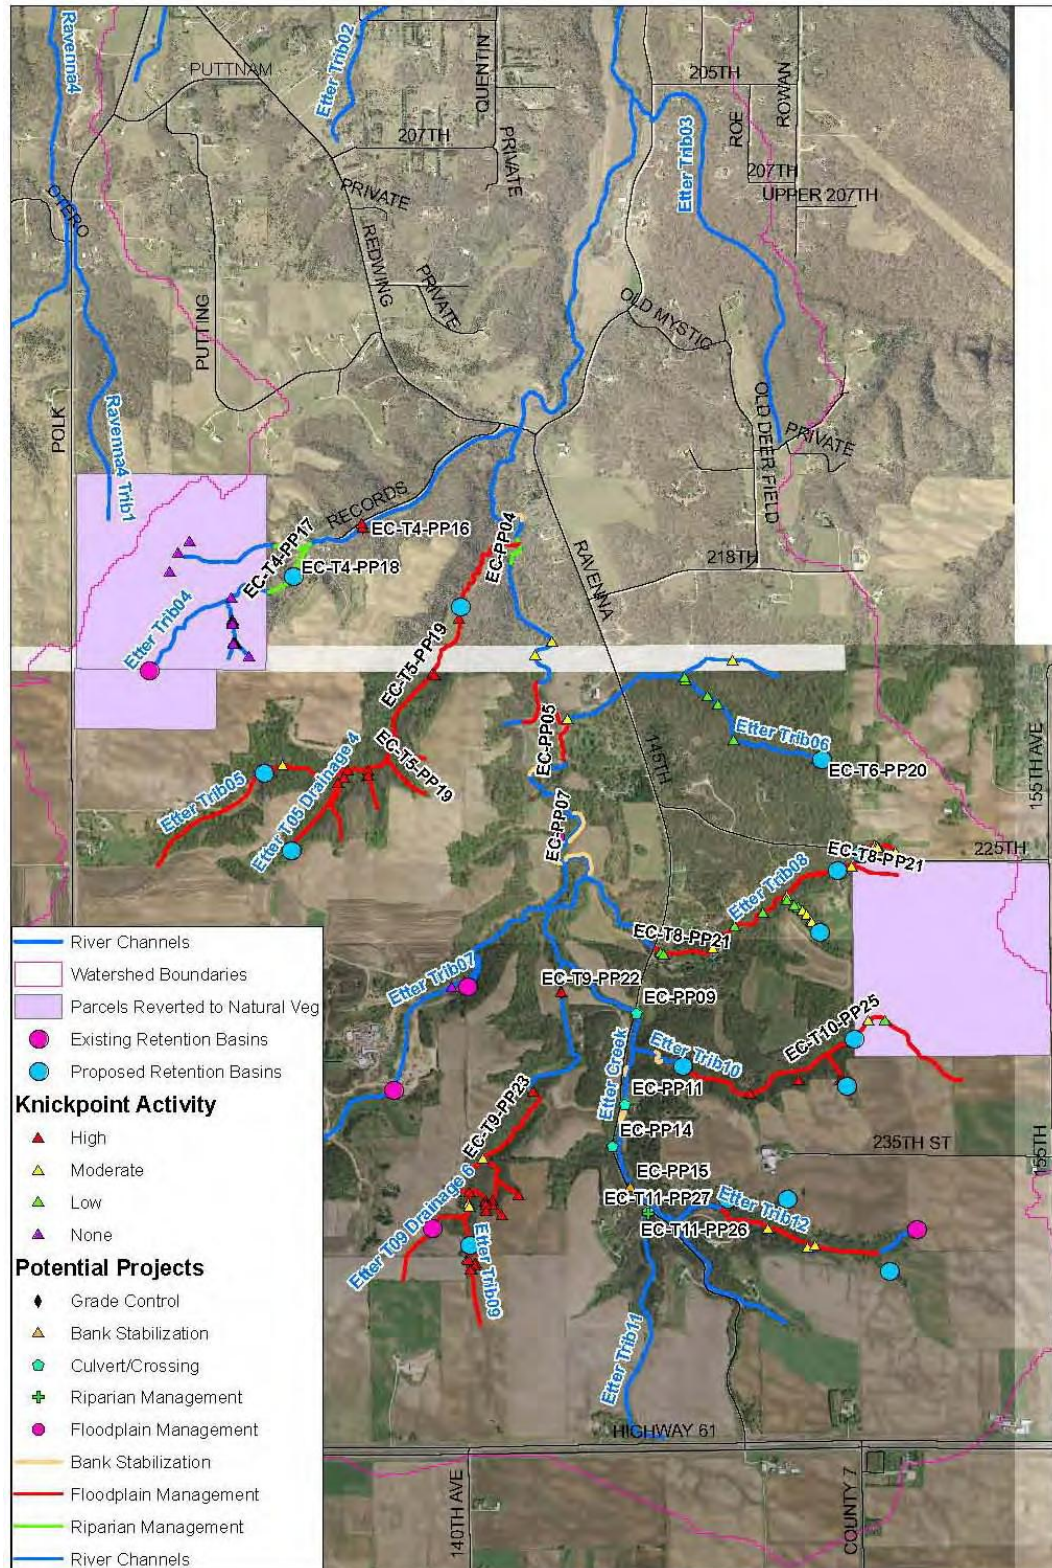 Ravenna4
PUTTNAM
Etter Trib02
QUENTIN
205TH
ROWAN
ROE
207TH
PRIVATE
Etter Trib03
207TH
UPPER 207TH
OTERO
PRIVATE
REDWING
PRIVATE
PUTTING
OLD MYSTIC
POLK
Ravenna4 Trib1
OLD DEER FIELD
PRIVATE
RECORDS
EC-T4-PP16
EC-PP04
EC-T4-PP17
EC-T4-PP18
RAVENNA
218TH
Etter Trib04
EC-T5-PP19
EC-PP05
145TH
Etter Trib06
EC-T6-PP20
155TH AVE
EC-T5-PP19
Etter Trib05
Etter T05 Drainage 4
EC-PP07
225TH
EC-T8-PP21
Etter Trib08
EC-T8-PP21
Etter Trib07
EC-T9-PP22
EC-PP09
EC-T10-PP25
Etter Trib10
Etter Creek
EC-PP11
EC-T9-PP23
EC-PP14
235TH ST
155TH
EC-PP15
EC-T11-PP27
Etter Trib12
EC-T11-PP26
Etter T09 Drainage 6
Etter Trib09
Etter Trib11
HIGHWAY 61
140TH AVE
COUNTY 7
River Channels
Watershed Boundaries
Parcels Reverted to Natural Veg
Existing Retention Basins
Proposed Retention Basins
Knickpoint Activity
High
Moderate
Low
None
Potential Projects
Grade Control
Bank Stabilization
Culvert/Crossing
Riparian Management
Floodplain Management
Bank Stabilization
Floodplain Management
Riparian Management
River Channels